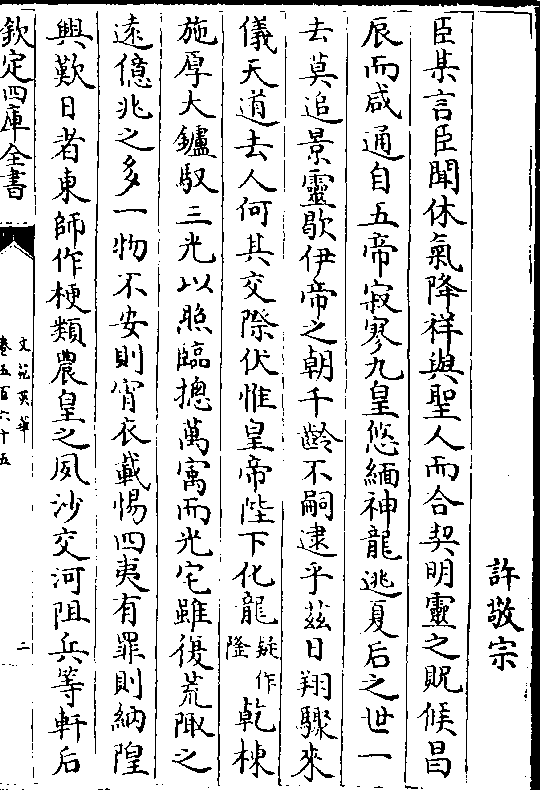 許敬宗
臣某言臣聞休氣降祥與聖人而合契明靈之貺候昌
辰而咸通自五帝寂寥九皇悠緬神龍逃夏后之世一
去莫追景靈歇伊帝之朝千齡不嗣逮乎兹日翔驟來
儀天道去人何其交際伏惟皇帝陛下化龍疑作隆乾棟
施厚大鑪馭三光以照臨摠萬寓而光宅雖復荒陬之
逺億兆之多一物不安則宵衣載惕四夷有罪則納隍
興歎日者東師作梗類農皇之夙沙交河阻兵等軒后
欽定四庫全書
文苑英華
卷五百六十五
二